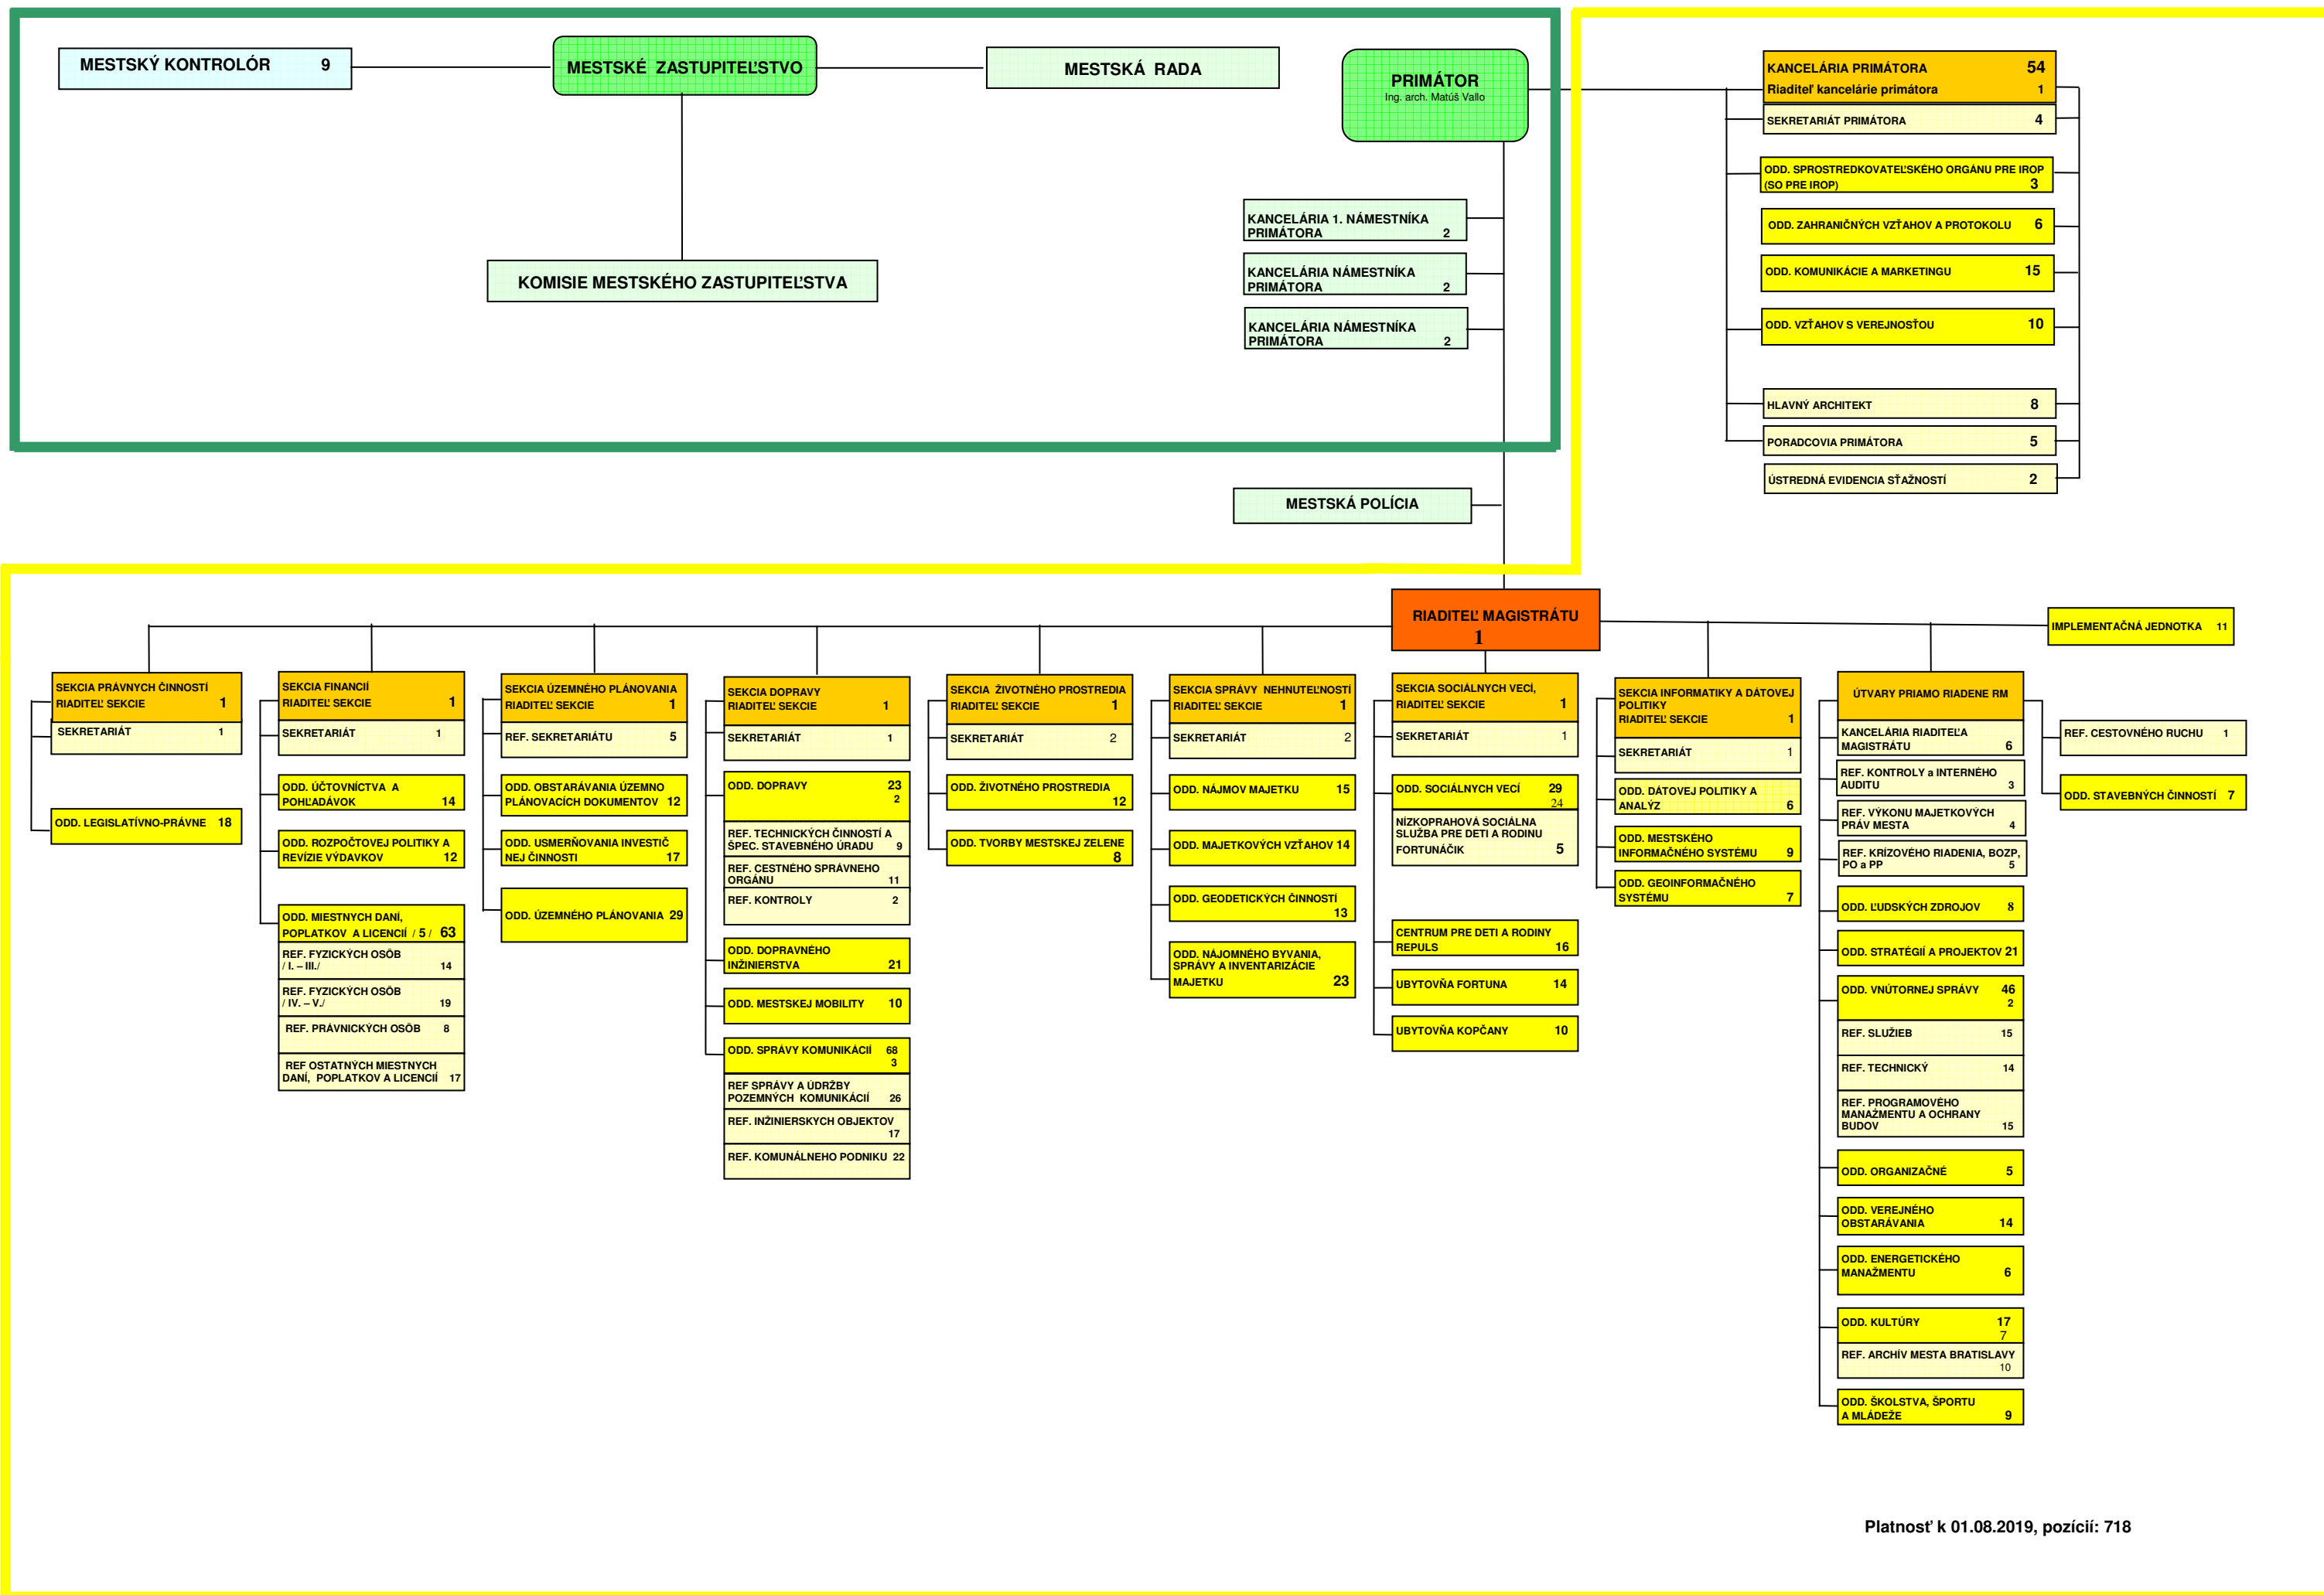 MESTSKÝ KONTROLÓR 9
MESTSKÉ ZASTUPITEĽSTVO
MESTSKÁ RADA
PRIMÁTOR
Ing. arch. Matúš Vallo
KOMISIE MESTSKÉHO ZASTUPITEĽSTVA
KANCELÁRIA 1. NÁMESTNÍKA
PRIMÁTORA 2
KANCELÁRIA NÁMESTNÍKA
PRIMÁTORA 2
KANCELÁRIA NÁMESTNÍKA
PRIMÁTORA 2
MESTSKÁ POLÍCIA
KANCELÁRIA PRIMÁTORA 54
Riaditeľ kancelárie primátora 1
SEKRETARIÁT PRIMÁTORA 4
ODD. SPROSTREDKOVATEĽSKÉHO ORGÁNU PRE IROP
(SO PRE IROP) 3
ODD. ZAHRANIČNÝCH VZŤAHOV A PROTOKOLU 6
ODD. KOMUNIKÁCIE A MARKETINGU 15
ODD. VZŤAHOV S VEREJNOSŤOU 10
HLAVNÝ ARCHITEKT 8
PORADCOVIA PRIMÁTORA 5
ÚSTREDNÁ EVIDENCIA SŤAŽNOSTÍ 2
RIADITEĽ MAGISTRÁTU
1
IMPLEMENTAČNÁ JEDNOTKA 11
SEKCIA PRÁVNYCH ČINNOSTÍ
RIADITEĽ SEKCIE 1
SEKRETARIÁT 1
ODD. LEGISLATÍVNO-PRÁVNE 18
SEKCIA FINANCIÍ
RIADITEĽ SEKCIE 1
SEKRETARIÁT 1
ODD. ÚČTOVNÍCTVA A
POHĽADÁVOK 14
ODD. ROZPOČTOVEJ POLITIKY A
REVÍZIE VÝDAVKOV 12
ODD. MIESTNYCH DANÍ,
POPLATKOV A LICENCIÍ / 5 / 63
REF. FYZICKÝCH OSÔB
/ I. – III./ 14
REF. FYZICKÝCH OSÔB
/ IV. – V./ 19
REF. PRÁVNICKÝCH OSÔB 8
REF OSTATNÝCH MIESTNYCH
DANÍ, POPLATKOV A LICENCIÍ 17
SEKCIA ÚZEMNÉHO PLÁNOVANIA
RIADITEĽ SEKCIE 1
REF. SEKRETARIÁTU 5
ODD. OBSTARÁVANIA ÚZEMNO
PLÁNOVACÍCH DOKUMENTOV 12
ODD. USMERŇOVANIA INVESTIČ
NEJ ČINNOSTI 17
ODD. ÚZEMNÉHO PLÁNOVANIA 29
SEKCIA DOPRAVY
RIADITEĽ SEKCIE 1
SEKRETARIÁT 1
ODD. DOPRAVY 23
2
REF. TECHNICKÝCH ČINNOSTÍ A
ŠPEC. STAVEBNÉHO ÚRADU 9
REF. CESTNÉHO SPRÁVNEHO
ORGÁNU 11
REF. KONTROLY 2
ODD. DOPRAVNÉHO
INŽINIERSTVA 21
ODD. MESTSKEJ MOBILITY 10
ODD. SPRÁVY KOMUNIKÁCIÍ 68
3
REF SPRÁVY A ÚDRŽBY
POZEMNÝCH KOMUNIKÁCIÍ 26
REF. INŽINIERSKYCH OBJEKTOV
17
REF. KOMUNÁLNEHO PODNIKU 22
SEKCIA ŽIVOTNÉHO PROSTREDIA
RIADITEĽ SEKCIE 1
SEKRETARIÁT 2
ODD. ŽIVOTNÉHO PROSTREDIA
12
ODD. TVORBY MESTSKEJ ZELENE
8
SEKCIA SPRÁVY NEHNUTEĽNOSTÍ
RIADITEĽ SEKCIE 1
SEKRETARIÁT 2
ODD. NÁJMOV MAJETKU 15
ODD. MAJETKOVÝCH VZŤAHOV 14
ODD. GEODETICKÝCH ČINNOSTÍ
13
ODD. NÁJOMNÉHO BYVANIA,
SPRÁVY A INVENTARIZÁCIE
MAJETKU 23
SEKCIA SOCIÁLNYCH VECÍ,
RIADITEĽ SEKCIE 1
SEKRETARIÁT 1
ODD. SOCIÁLNYCH VECÍ 29
24
NÍZKOPRAHOVÁ SOCIÁLNA
SLUŽBA PRE DETI A RODINU
FORTUNÁČIK 5
CENTRUM PRE DETI A RODINY
REPULS 16
UBYTOVŇA FORTUNA 14
UBYTOVŇA KOPČANY 10
SEKCIA INFORMATIKY A DÁTOVEJ
POLITIKY
RIADITEĽ SEKCIE 1
SEKRETARIÁT 1
ODD. DÁTOVEJ POLITIKY A
ANALÝZ 6
ODD. MESTSKÉHO
INFORMAČNÉHO SYSTÉMU 9
ODD. GEOINFORMAČNÉHO
SYSTÉMU 7
ÚTVARY PRIAMO RIADENE RM
KANCELÁRIA RIADITEĽA
MAGISTRÁTU 6
REF. KONTROLY a INTERNÉHO
AUDITU 3
REF. VÝKONU MAJETKOVÝCH
PRÁV MESTA 4
REF. KRÍZOVÉHO RIADENIA, BOZP,
PO a PP 5
ODD. ĽUDSKÝCH ZDROJOV 8
ODD. STRATÉGIÍ A PROJEKTOV 21
ODD. VNÚTORNEJ SPRÁVY 46
2
REF. SLUŽIEB 15
REF. TECHNICKÝ 14
REF. PROGRAMOVÉHO
MANAŽMENTU A OCHRANY
BUDOV 15
ODD. ORGANIZAČNÉ 5
ODD. VEREJNÉHO
OBSTARÁVANIA 14
ODD. ENERGETICKÉHO
MANAŽMENTU 6
ODD. KULTÚRY 17
7
REF. ARCHÍV MESTA BRATISLAVY
10
ODD. ŠKOLSTVA, ŠPORTU
A MLÁDEŽE 9
REF. CESTOVNÉHO RUCHU 1
ODD. STAVEBNÝCH ČINNOSTÍ 7
Platnosť k 01.08.2019, pozícií: 718